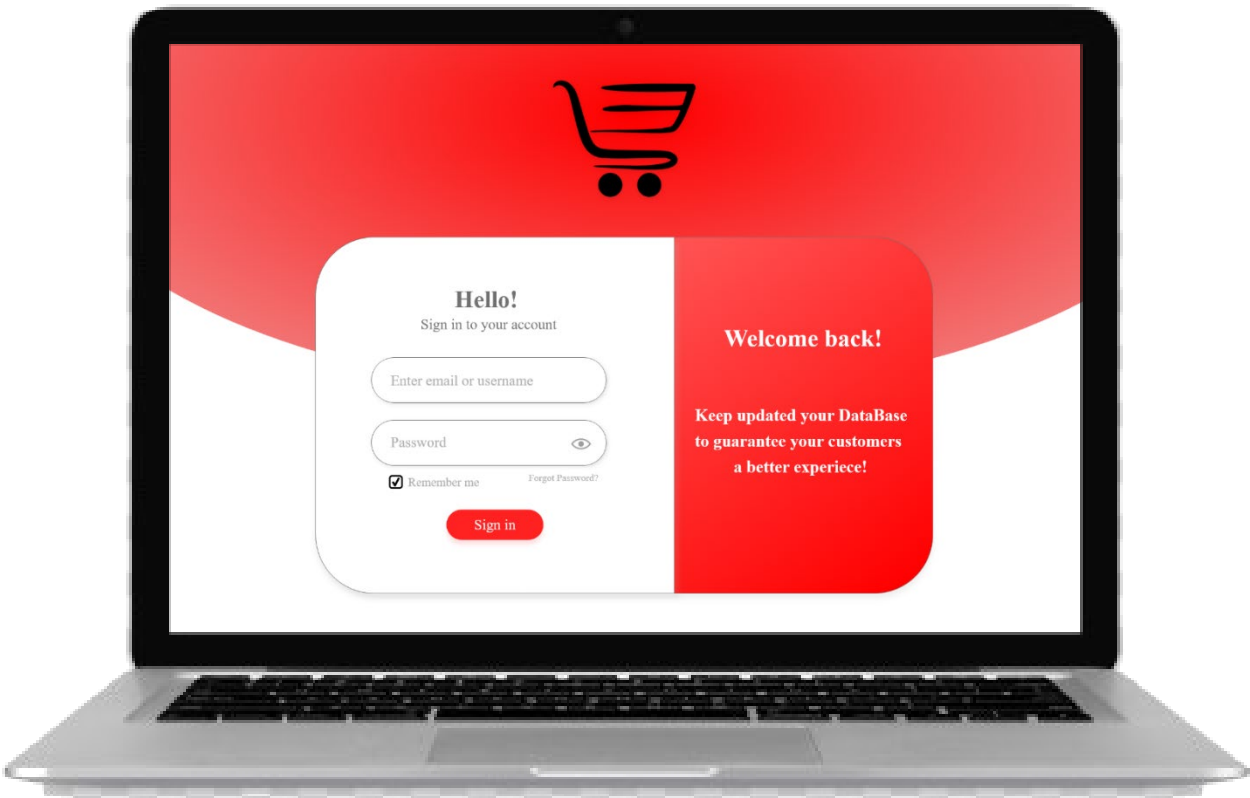 Hello!
Sign in to your account
Enter email or username
Password
Remember me
Forgot Password?
Sign in
Welcome back!
Keep updated your DataBase
to guarantee your customers
a better experiece!